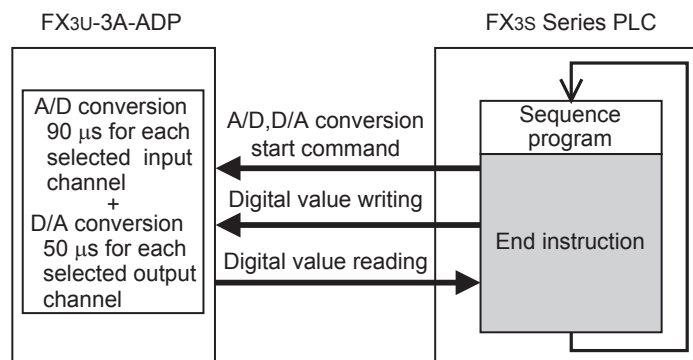 FX3U-3A-ADP
FX3S Series PLC
A/D conversion
90 μs for each
selected input
channel
+
D/A conversion
50 μs for each
selected output
channel
A/D,D/A conversion
start command
Digital value writing
Digital value reading
Sequence
program
End instruction